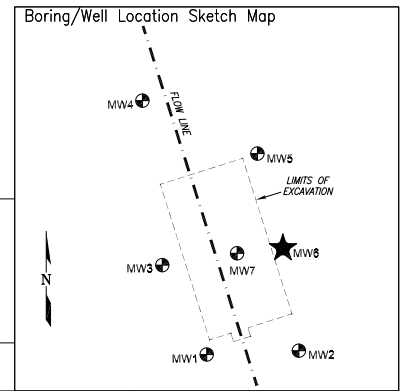 Boring/Well Location Sketch Map
MW4
FLOW LINE
MW5
LIMITS OF
EXCAVATION
MW6
MW3
MW7
N
MW1
MW2